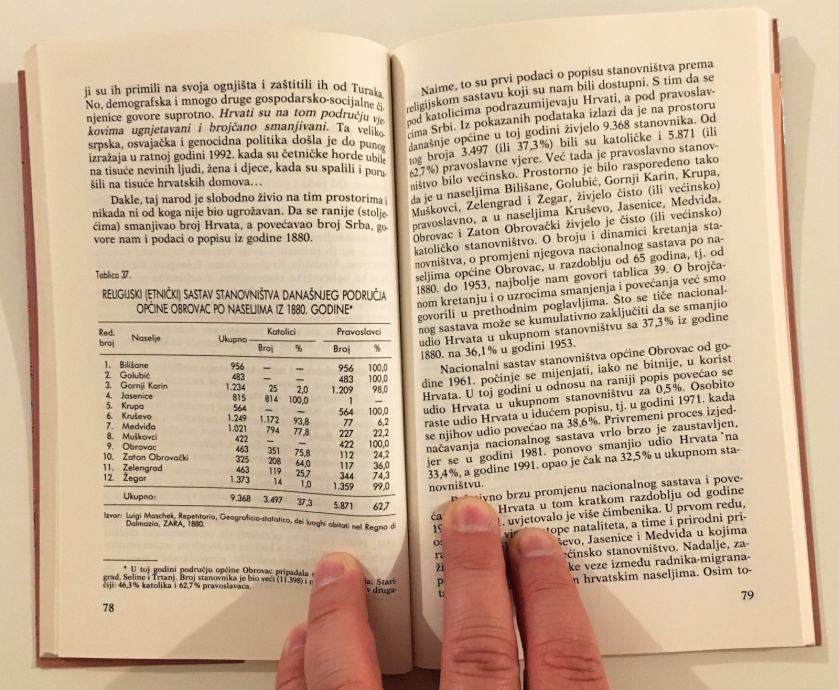 ji su ih primili na svoja ognjišta i zaštitili ih od Turaka.
No, demografska i mnogo druge gospodarsko-socijalne či-
njenice govore suprotno. Hrvati su na tom području vje-
kovima ugnjetavani i brojčano smanjivani. Ta veliko-
srpska, osvajačka i genocidna politika došla je do punog
izražaja u ratnoj godini 1992. kada su četničke horde ubile
na tisuće nevinih ljudi, žena i djece, kada su spalili i poru-
šili na tisuće hrvatskih domova...
Dakle, taj narod je slobodno živio na tim prostorima i
nikada ni od koga nije bio ugrožavan. Da se ranije (stolje-
ćima) smanjivao broj Hrvata, a povećavao broj Srba, go-
vore nam i podaci o popisu iz godine 1880.
Tablica 37.
RELIGIJSKI (ETNIČKI) SASTAV STANOVNIŠTVA DANAŠNJEG PODRUČJA
OPĆINE OBROVAC PO NASELJIMA IZ 1880. GODINE*
Red. broj Naselje Ukupno Katolici Pravoslavci
Broj % Broj %
1. Bilišane 956 — — 956 100,0
2. Golubić 483 — — 483 100,0
3. Gornji Karin 1.234 25 2,0 1.209 98,0
4. Jasenice 815 814 100,0 1 —
5. Krupa 564 — — 564 100,0
6. Kruševo 1.249 1.172 93,8 77 6,2
7. Medviđa 1.021 794 77,8 227 22,2
8. Muškovci 422 — — 422 100,0
9. Obrovac 463 351 75,8 112 24,2
10. Zaton Obrovački 325 208 64,0 117 36,0
11. Zelengrad 463 119 25,7 344 74,3
12. Žegar 1.373 14 1,0 1.359 99,0
Ukupno: 9.368 3.497 37,3 5.871 62,7
Izvor: Luigi Maschek, Repetitorio, Geograficio-statistico, dei luoghi abitati nel Regno di
Dalmazia, ZARA, 1880.
* U toj godini području općine Obrovac pripadala
grad, Seline i Trtanj. Broj stanovnika je bio veći (11.398) i Stari-
čiji: 46,3% katolika i 62,7% pravoslavaca. v druga-
78
Naime, to su prvi podaci o popisu stanovništva prema
religijskom sastavu koji su nam bili dostupni. S tim da se
pod katolicima podrazumijevaju Hrvati, a pod pravoslav-
cima Srbi. Iz pokazanih podataka izlazi da je na prostoru
današnje općine u toj godini živjelo 9.368 stanovnika. Od
tog broja 3.497 (ili 37,3%) bili su katoličke i 5.871 (ili
62,7%) pravoslavne vjere. Već tada je pravoslavno stanov-
ništvo bilo većinsko. Prostorno je bilo raspoređeno tako
da je u naseljima Bilišane, Golubić, Gornji Karin, Krupa,
Muškovci, Zelengrad i Žegar, živjelo čisto (ili većinsko)
pravoslavno, a u naseljima Kruševo, Jasenice, Medviđa,
Obrovac i Zaton Obrovački živjelo je čisto (ili većinsko)
katoličko stanovništvo. O broju i dinamici kretanja sta-
novništva, o promjeni njegova nacionalnog sastava po na-
seljima općine Obrovac, u razdoblju od 65 godina, tj. od
1880. do 1953, najbolje nam govori tablica 39. O brojča-
nom kretanju i o uzrocima smanjenja i povećanja već smo
govorili u prethodnim poglavljima. Što se tiče nacional-
nog sastava može se kumulativno zaključiti da se smanjio
udio Hrvata u ukupnom stanovništvu sa 37,3% iz godine
1880. na 36,1% u godini 1953.
Nacionalni sastav stanovništva općine Obrovac od go-
dine 1961. počinje se mijenjati, iako ne bitnije, u korist
Hrvata. U toj godini u odnosu na raniji popis povećao se
udio Hrvata u ukupnom stanovništvu za 0,5%. Osobito
raste udio Hrvata u idućem popisu, tj. u godini 1971. kada
se njihov udio povećao na 38,6%. Privremeni proces izjed-
načavanja nacionalnog sastava vrlo brzo je zaustavljen,
jer se u godini 1981. ponovo smanjio udio Hrvata na
33,4%, a godine 1991. opao je čak na 32,5% u ukupnom sta-
novništvu.
brzu promjenu nacionalnog sastava i pove-
Hrvata u tom kratkom razdoblju od godine
uvjetovalo je više čimbenika. U prvom redu,
stope nataliteta, a time i prirodni pri-
Jasenice i Medviđa u kojima
većinsko stanovništvo. Nadalje, za-
ke veze između radnika-migrana-
hrvatskim naseljima. Osim to-
79